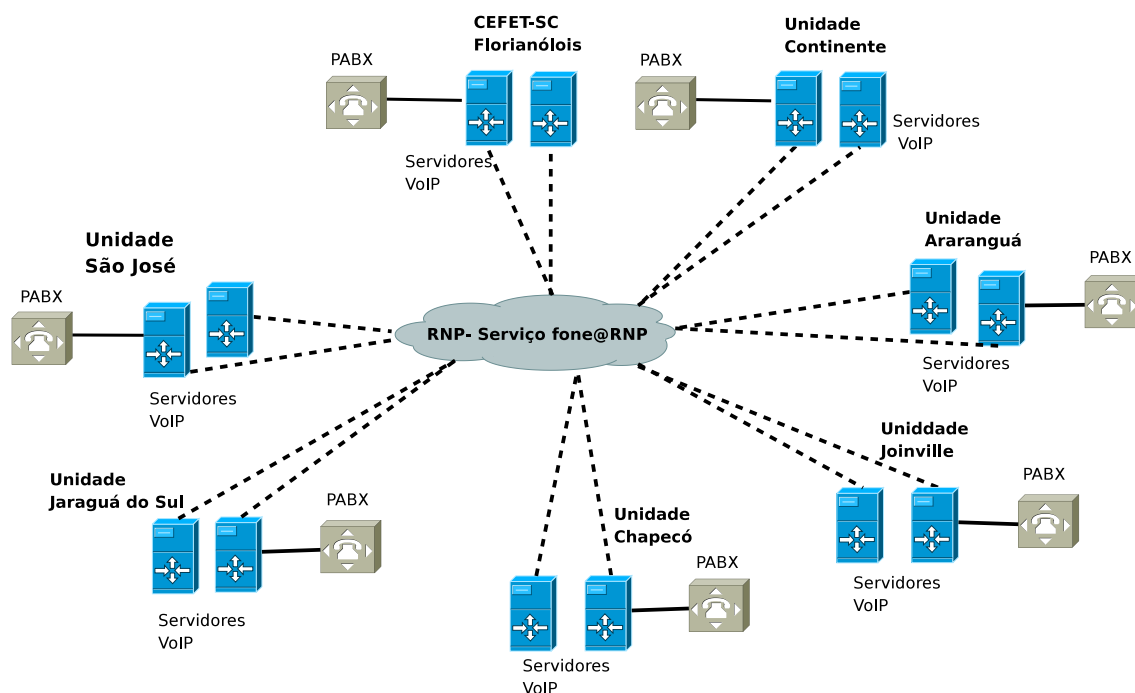 CEFET-SC
Florianólois
PABX
Servidores
VoIP
Unidade
Continente
PABX
Servidores
VoIP
Unidade
São José
PABX
Servidores
VoIP
Unidade
Araranguá
PABX
Servidores
VoIP
RNP- Serviço fone@RNP
Unidade
Jaraguá do Sul
PABX
Servidores
VoIP
Unidade
Chapecó
PABX
Servidores
VoIP
Uniddade
Joinville
PABX
Servidores
VoIP